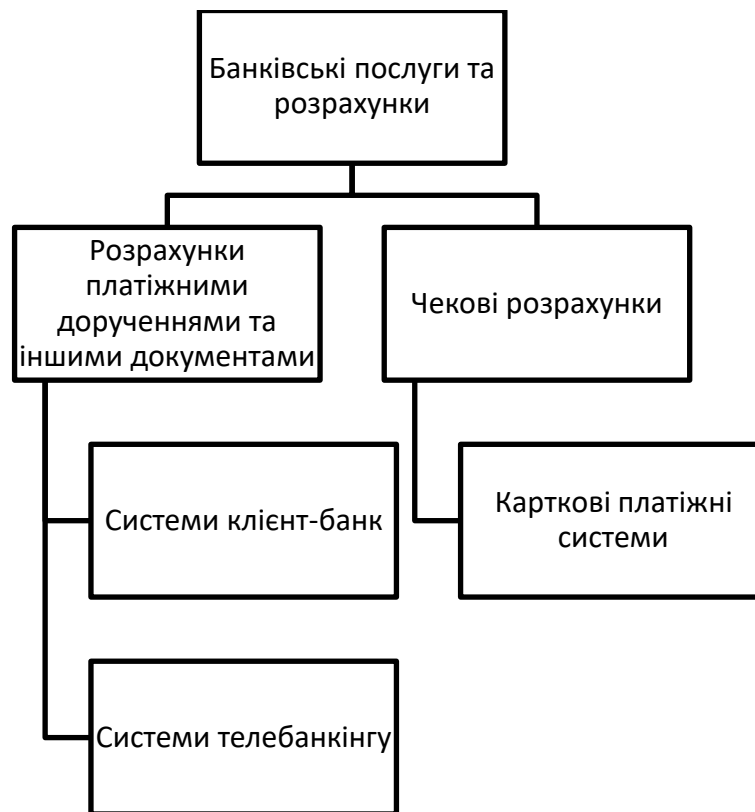 Банківські послуги та
розрахунки
Розрахунки
платіжними
дорученнями та
іншими документами
Чекові розрахунки
Системи клієнт-банк
Карткові платіжні
системи
Системи телебанкінгу